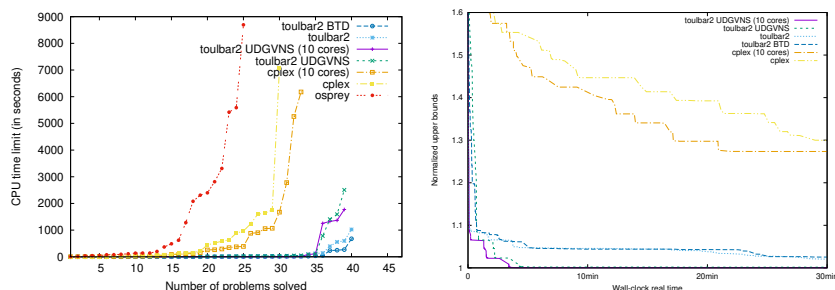 9000
8000
7000
6000
5000
4000
3000
2000
1000
0
CPU time limit (in seconds)
5
10
15
20
25
30
35
40
45
Number of problems solved
toulbar2 BTD
toulbar2
toulbar2 UDGVNS (10 cores)
toulbar2 UDGVNS
cplex (10 cores)
cplex
osprey
1.6
1.5
1.4
1.3
1.2
1.1
1
Normalized upper bounds
0
10min
20min
30min
Wall-clock real time
toulbar2 UDGVNS (10 cores)
toulbar2 UDGVNS
toulbar2
toulbar2 BTD
cplex (10 cores)
cplex